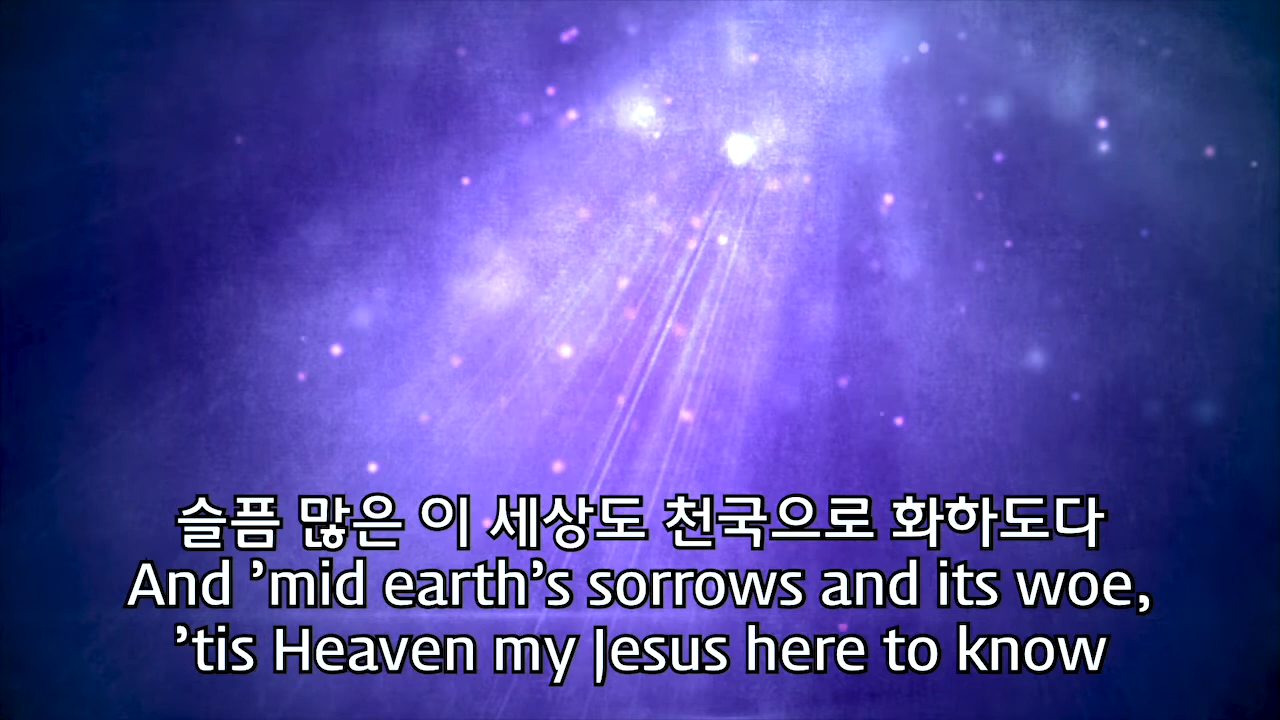 슬픔 많은 이 세상도 천국으로 화하도다
And ’mid earth’s sorrows and its woe,
’tis Heaven my Jesus here to know